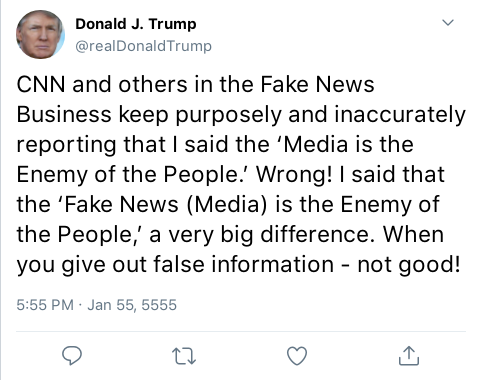 Donald J. Trump
@realDonaldTrump
CNN and others in the Fake News
Business keep purposely and inaccurately
reporting that I said the ‘Media is the
Enemy of the People.’ Wrong! I said that
the ‘Fake News (Media) is the Enemy of
the People,’ a very big difference. When
you give out false information - not good!
5:55 PM · Jan 55, 5555